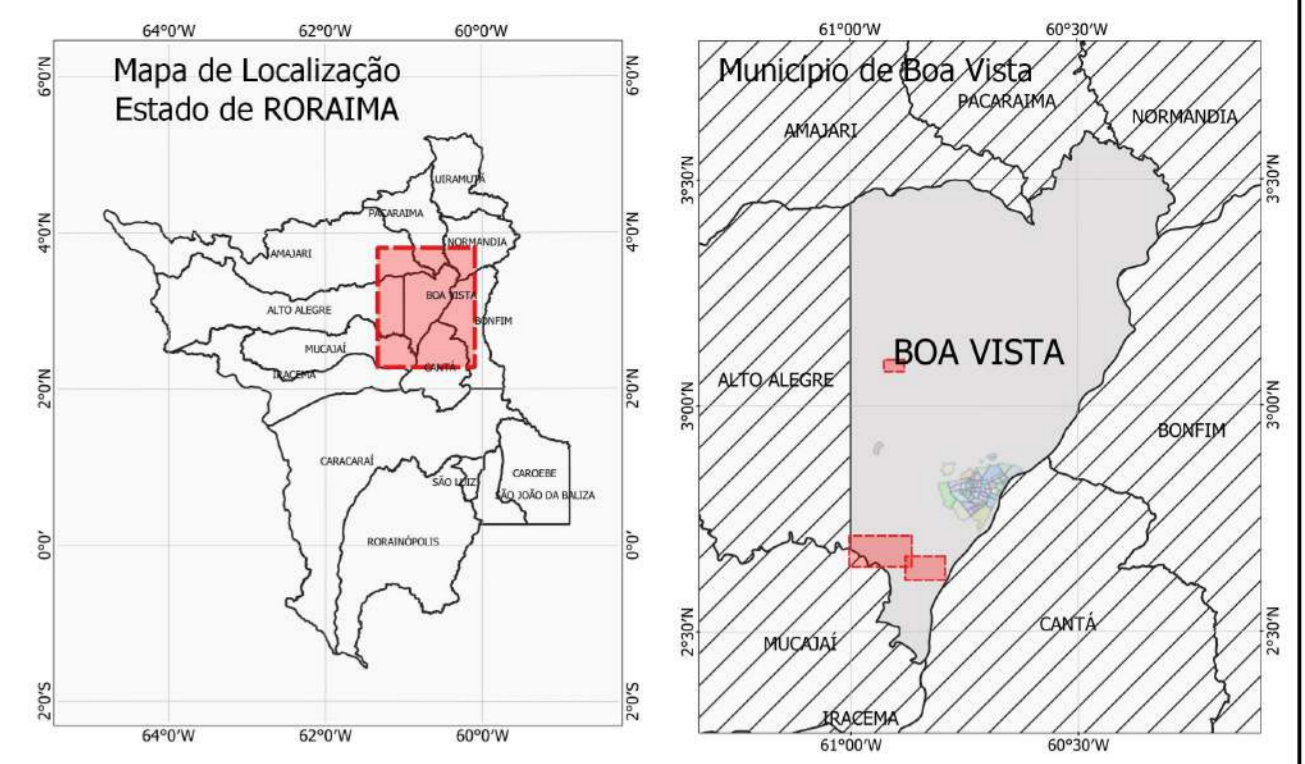 64°0'W 62°0'W 60°0'W
Mapa de Localização
Estado de RORAIMA
6°0'N
6°0'N
UIRAMUTÃ
PACARAIMA
4°0'N
4°0'N
NORMANDIA
AMAJARI
BOA VISTA
ALTO ALEGRE
BONFIM
MUCAJAÍ
CANTÁ
IRACEMA
2°0'N
2°0'N
CARACARAÍ
CAROEBE
SÃO LUIZ
SÃO JOÃO DA BALIZA
RORAINÓPOLIS
0°0'
0°0'
2°0'S
2°0'S
64°0'W 62°0'W 60°0'W
61°00'W 60°30'W
Município de Boa Vista
PACARAIMA
NORMANDIA
AMAJARI
3°30'N
3°30'N
BOA VISTA
ALTO ALEGRE
3°00'N
3°00'N
BONFIM
CANTÁ
2°30'N
2°30'N
MUCAJAÍ
IRACEMA
61°00'W 60°30'W